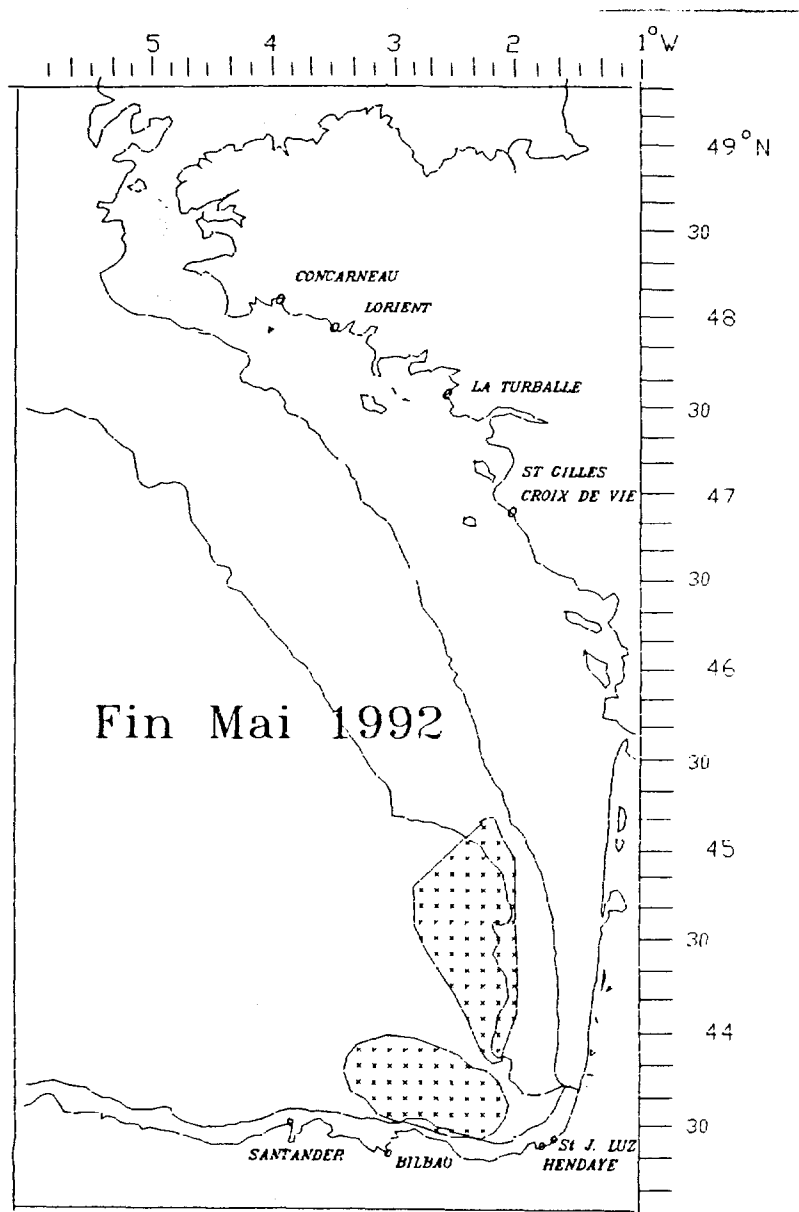 5 4 3 2 1°W
49°N
30
CONCARNEAU
LORIENT
48
LA TURBALLE
30
ST GILLES
CROIX DE VIE
47
30
46
Fin Mai 1992
30
45
30
44
30
SANTANDER
BILBAO
St J. LUZ
HENDAYE